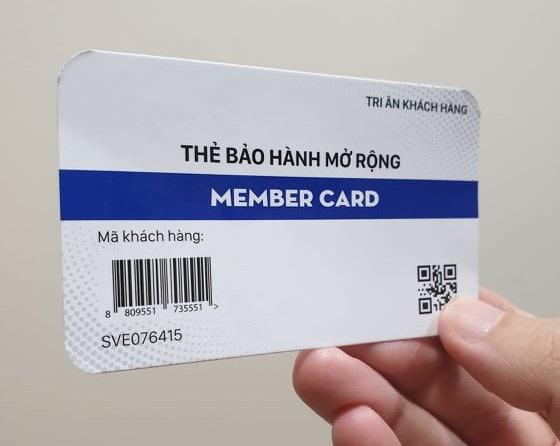 TRI ÂN KHÁCH HÀNG
THẺ BẢO HÀNH MỞ RỘNG
MEMBER CARD
Mã khách hàng:
8 809551 735551 >
SVE076415